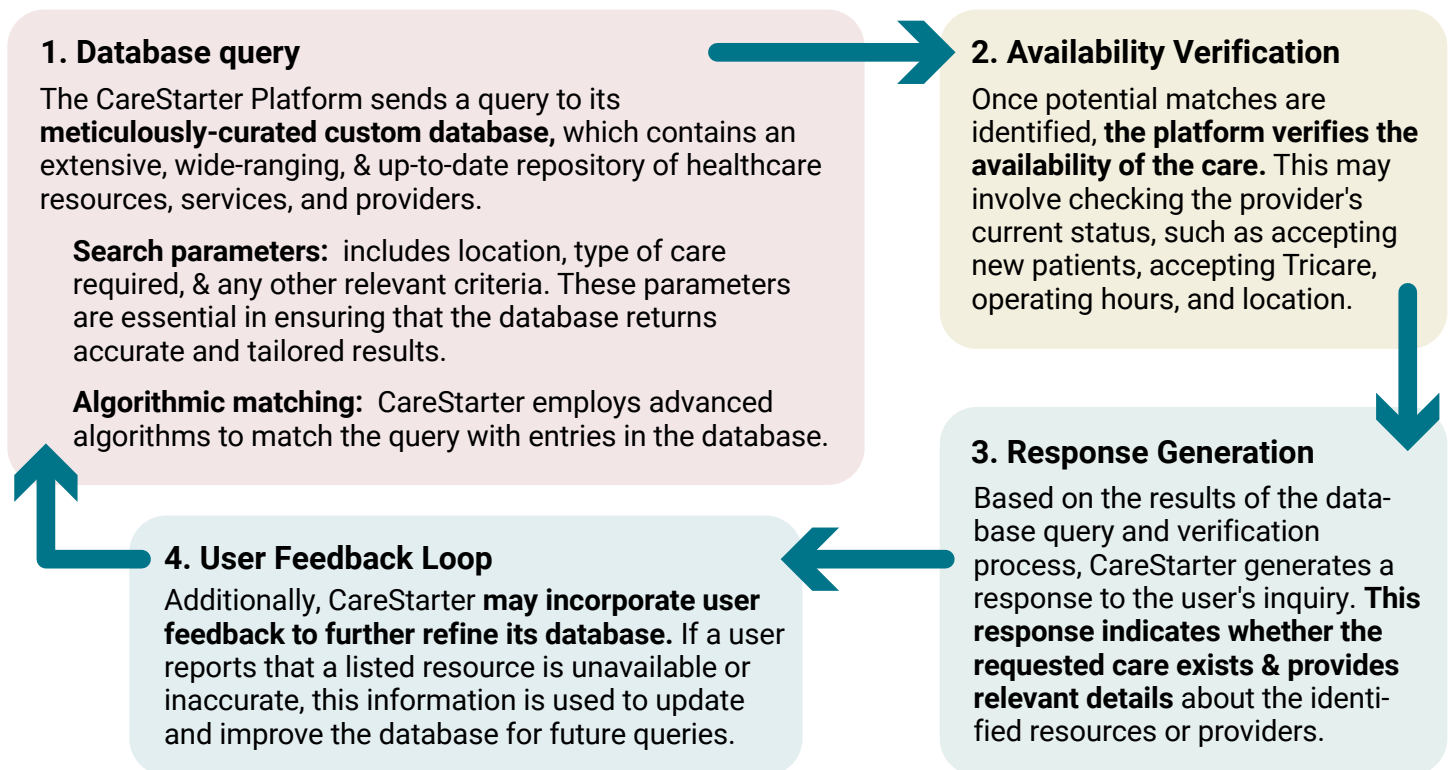 1. Database query
The CareStarter Platform sends a query to its
meticulously-curated custom database, which contains an
extensive, wide-ranging, & up-to-date repository of healthcare
resources, services, and providers.
Search parameters: includes location, type of care
required, & any other relevant criteria. These parameters
are essential in ensuring that the database returns
accurate and tailored results.
Algorithmic matching: CareStarter employs advanced
algorithms to match the query with entries in the database.
2. Availability Verification
Once potential matches are
identified, the platform verifies the
availability of the care. This may
involve checking the provider's
current status, such as accepting
new patients, accepting Tricare,
operating hours, and location.
3. Response Generation
Based on the results of the data-
base query and verification
process, CareStarter generates a
response to the user's inquiry. This
response indicates whether the
requested care exists & provides
relevant details about the identi-
fied resources or providers.
4. User Feedback Loop
Additionally, CareStarter may incorporate user
feedback to further refine its database. If a user
reports that a listed resource is unavailable or
inaccurate, this information is used to update
and improve the database for future queries.